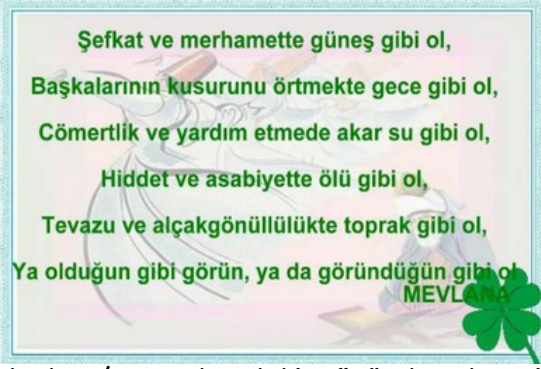 Şefkat ve merhamette güneş gibi ol,
Başkalarının kusurunu örtmekte gece gibi ol,
Cömertlik ve yardım etmede akar su gibi ol,
Hiddet ve asabiyette ölü gibi ol,
Tevazu ve alçakgönüllülükte toprak gibi ol,
Ya olduğun gibi görün, ya da göründüğün gibi ol
MEVLANA